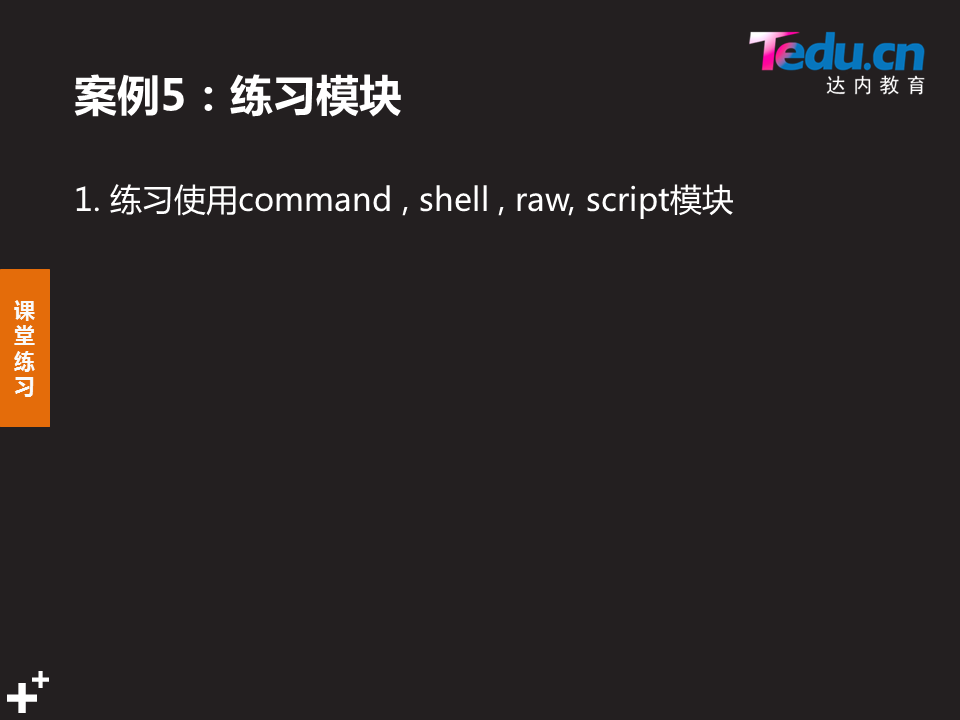 Tedu.cn
达内教育
案例5：练习模块
1. 练习使用command , shell , raw, script模块
课
堂
练
习